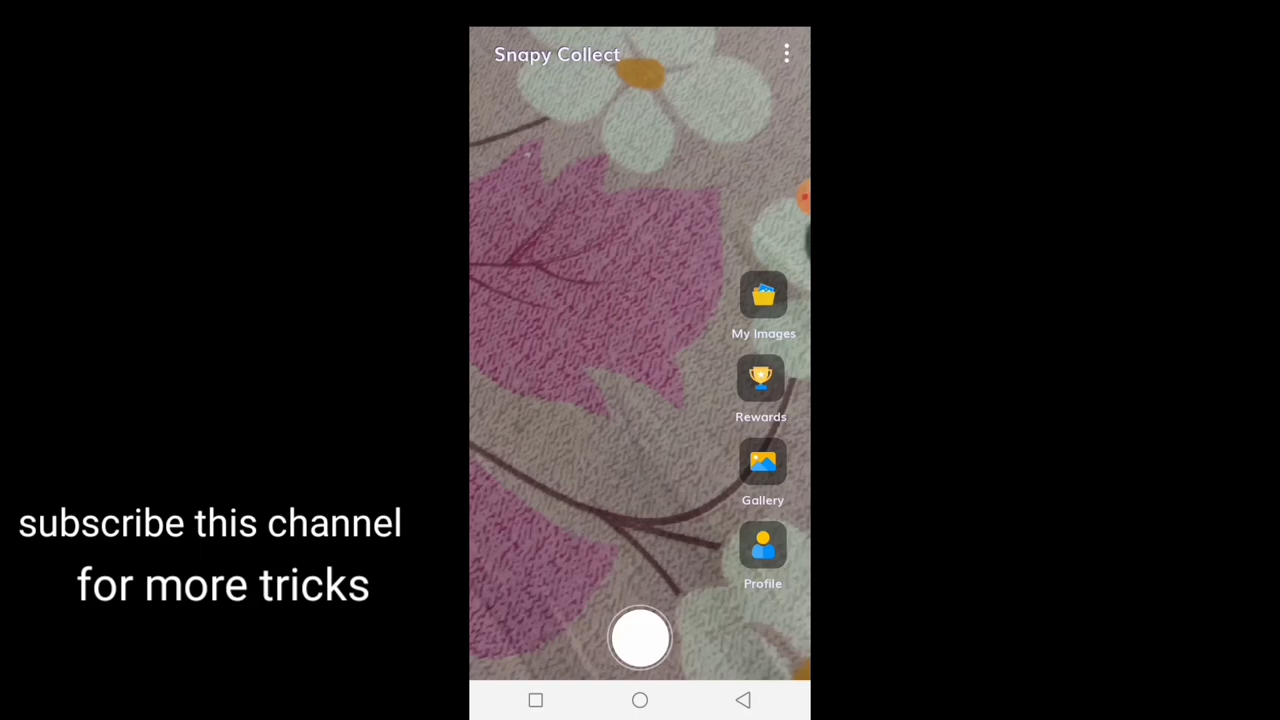 Snapy Collect
My Images
Rewards
Gallery
Profile
subscribe this channel
for more tricks